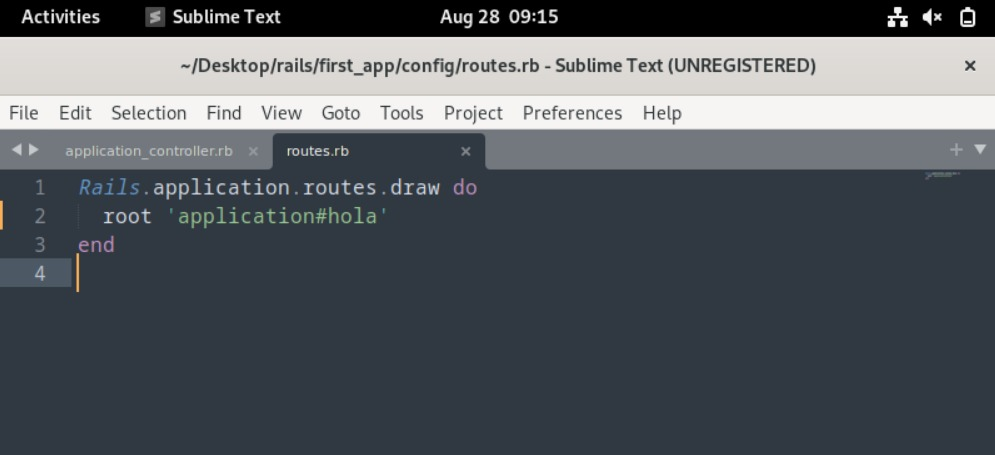 Activities Sublime Text Aug 28 09:15
~/Desktop/rails/first_app/config/routes.rb - Sublime Text (UNREGISTERED) ×
File Edit Selection Find View Goto Tools Project Preferences Help
application_controller.rb × routes.rb × +
1 Rails.application.routes.draw do
2 root 'application#hola'
3 end
4